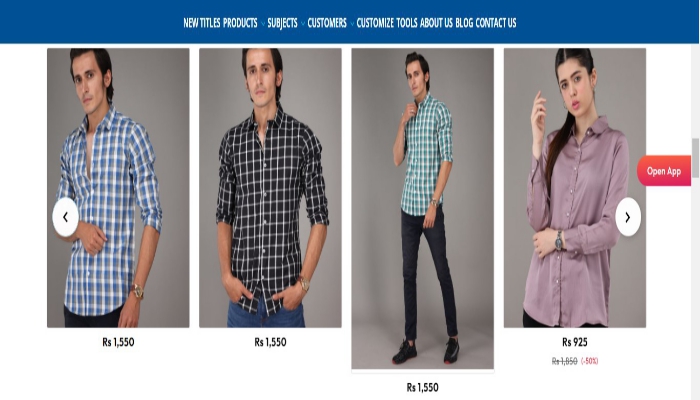 NEW TITLES PRODUCTS SUBJECTS CUSTOMERS CUSTOMIZE TOOLS ABOUT US BLOG CONTACT US
Open App
Rs 1,550
Rs 1,550
Rs 1,550
Rs 925
Rs 1,850 (-50%)